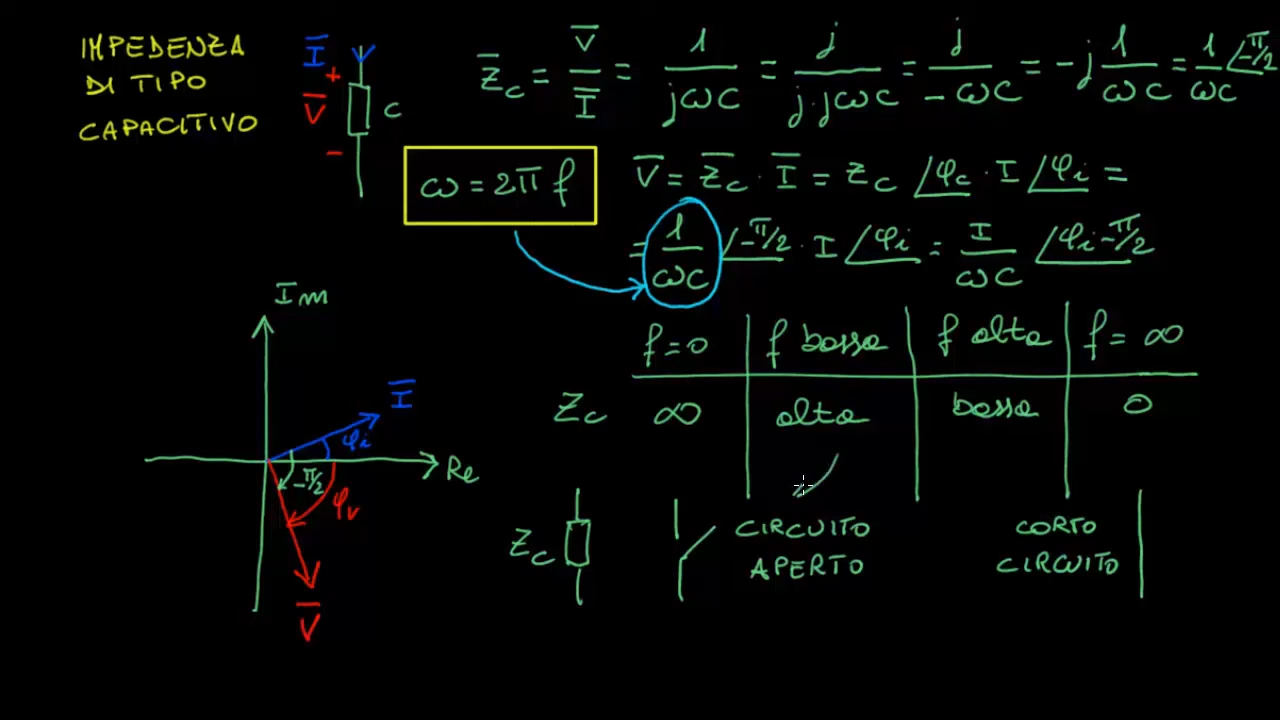 IMPEDENZA
DI TIPO
CAPACITIVO
I̅
+
V̅
-
C
Z̅c = V̅/I̅ = 1/jωC = j/j·jωC = j/-ωC = -j 1/ωC = 1/ωC ∠-π/2
ω = 2π f
V̅ = Z̅c · I̅ = Zc ∠φc · I ∠φi =
= 1/ωC ∠-π/2 · I ∠φi = I/ωC ∠φi-π/2
Im
I̅
φi
Re
-π/2
φv
V̅
f=0 f bassa f alta f = ∞
Zc ∞ alta bassa 0
Zc
CIRCUITO
APERTO
CORTO
CIRCUITO